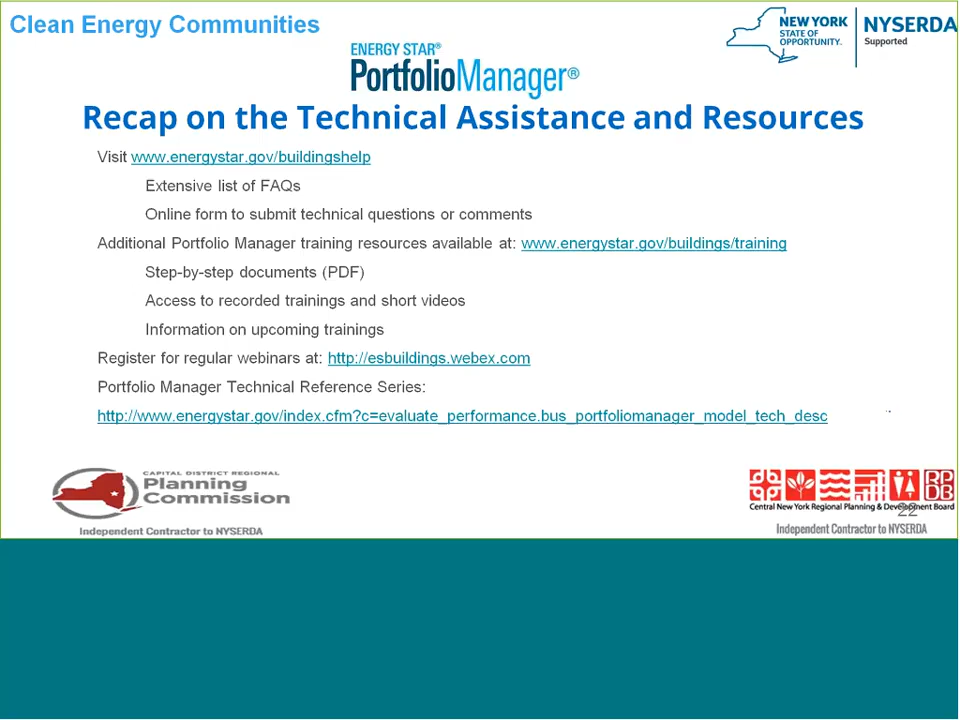 Clean Energy Communities
NEW YORK
STATE OF
OPPORTUNITY.
NYSERDA
Supported
ENERGY STAR®
PortfolioManager®
Recap on the Technical Assistance and Resources
Visit www.energystar.gov/buildingshelp
Extensive list of FAQs
Online form to submit technical questions or comments
Additional Portfolio Manager training resources available at: www.energystar.gov/buildings/training
Step-by-step documents (PDF)
Access to recorded trainings and short videos
Information on upcoming trainings
Register for regular webinars at: http://esbuildings.webex.com
Portfolio Manager Technical Reference Series:
http://www.energystar.gov/index.cfm?c=evaluate_performance.bus_portfoliomanager_model_tech_desc
CAPITAL DISTRICT REGIONAL
Planning
Commission
Independent Contractor to NYSERDA
RP
DB
Central New York Regional Planning & Development Board
22
Independent Contractor to NYSERDA